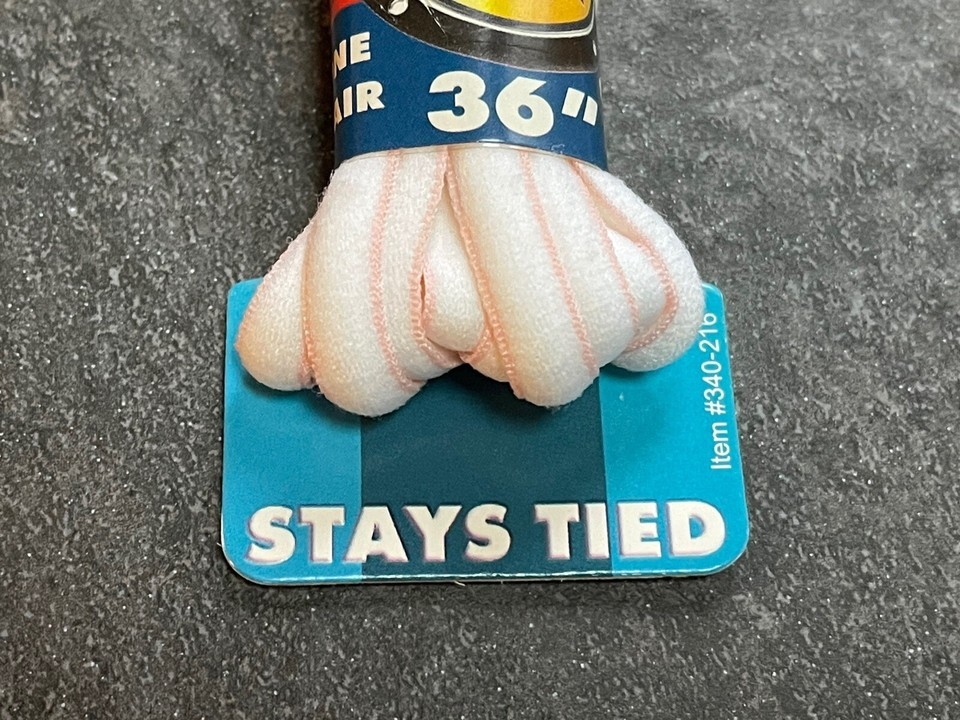 NE
AIR 36"
Item #340-216
STAYS TIED